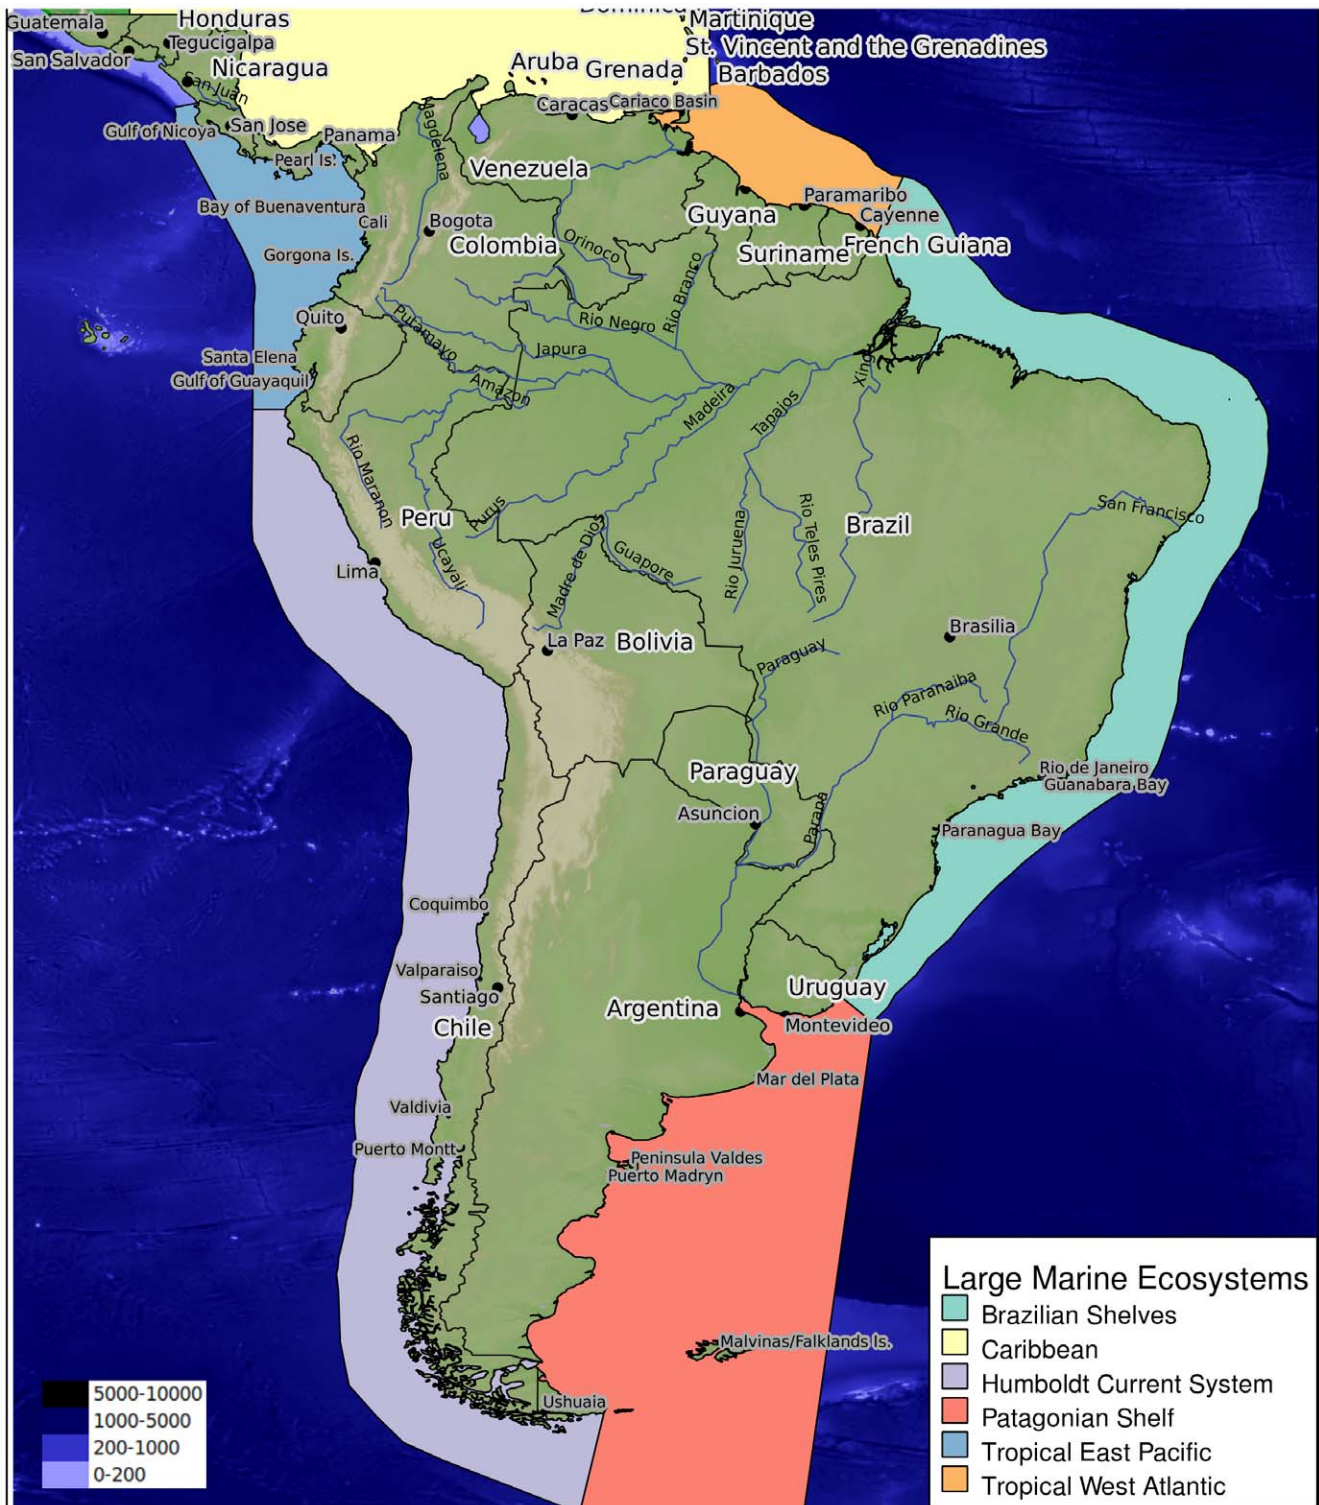 Dominica
Honduras
Martinique
Guatemala
Tegucigalpa
St. Vincent and the Grenadines
San Salvador
Nicaragua
Aruba
Grenada
Barbados
San Juan
Caracas
Cariaco Basin
Gulf of Nicoya
San Jose
Panama
Magdelena
Pearl Is.
Venezuela
Paramaribo
Bay of Buenaventura
Cali
Bogota
Guyana
Cayenne
Colombia
Orinoco
Suriname
French Guiana
Gorgona Is.
Rio Branco
Quito
Putamayo
Rio Negro
Japura
Santa Elena
Gulf of Guayaquil
Amazon
Madeira
Tapajos
Xing
Rio Maranon
Peru
Purus
Brazil
San Francisco
Ucayali
Madre de Dios
Guapore
Rio Juruena
Rio Teles Pires
Lima
La Paz
Bolivia
Brasilia
Paraguay
Rio Paranaiba
Rio Grande
Paraguay
Rio de Janeiro
Guanabara Bay
Asuncion
Parana
Paranagua Bay
Coquimbo
Valparaiso
Santiago
Uruguay
Argentina
Chile
Montevideo
Mar del Plata
Valdivia
Puerto Montt
Peninsula Valdes
Puerto Madryn
Malvinas/Falklands Is.
Ushuaia
Large Marine Ecosystems
Brazilian Shelves
Caribbean
Humboldt Current System
Patagonian Shelf
Tropical East Pacific
Tropical West Atlantic
5000-10000
1000-5000
200-1000
0-200